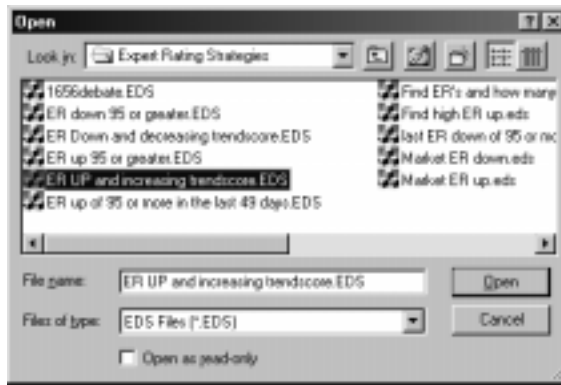 Open
Look in: Expert Rating Strategies
1656debate.EDS
ER down 95 or greater.EDS
ER Down and decreasing trendscore.EDS
ER up 95 or greater.EDS
ER UP and increasing trendscore.EDS
ER up of 95 or more in the last 49 days.EDS
Find ER's and how many
Find high ER up.eds
last ER down of 95 or mo
Market ER down.eds
Market ER up.eds
File name: ER UP and increasing trendscore.EDS Open
Files of type: EDS Files (*.EDS) Cancel
Open as read-only